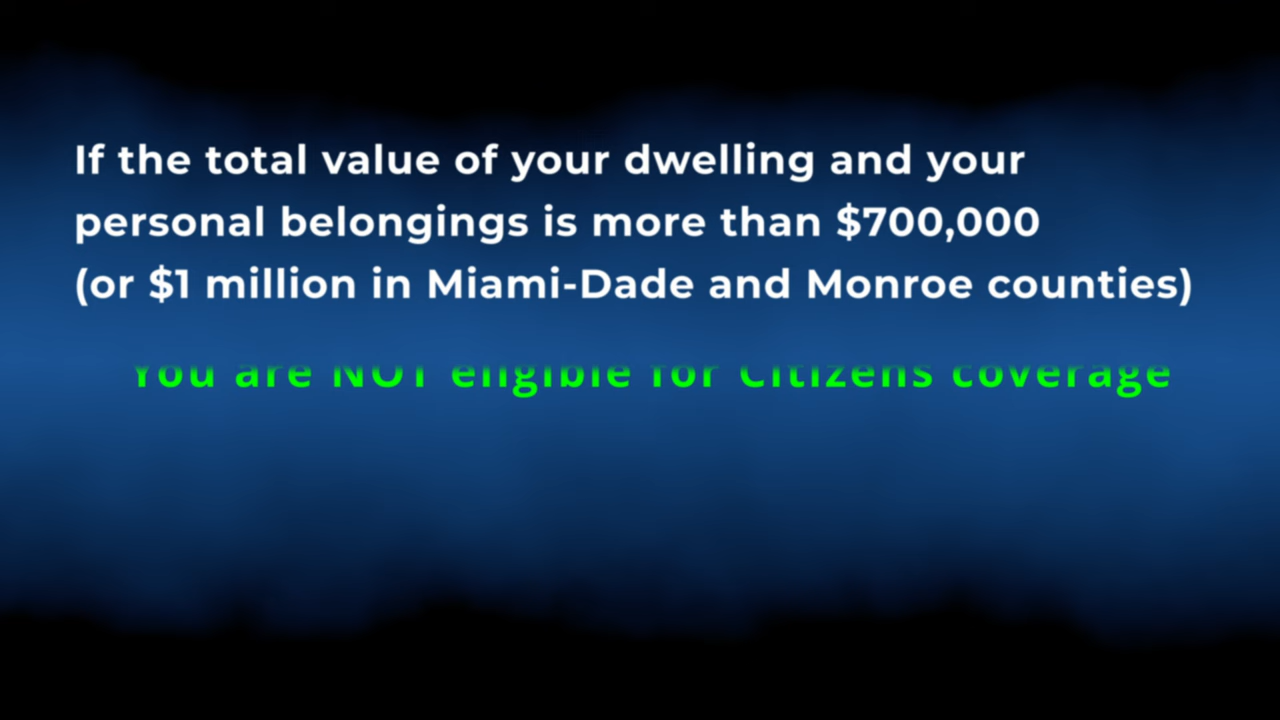 If the total value of your dwelling and your
personal belongings is more than $700,000
(or $1 million in Miami-Dade and Monroe counties)
You are NOT eligible for Citizens coverage